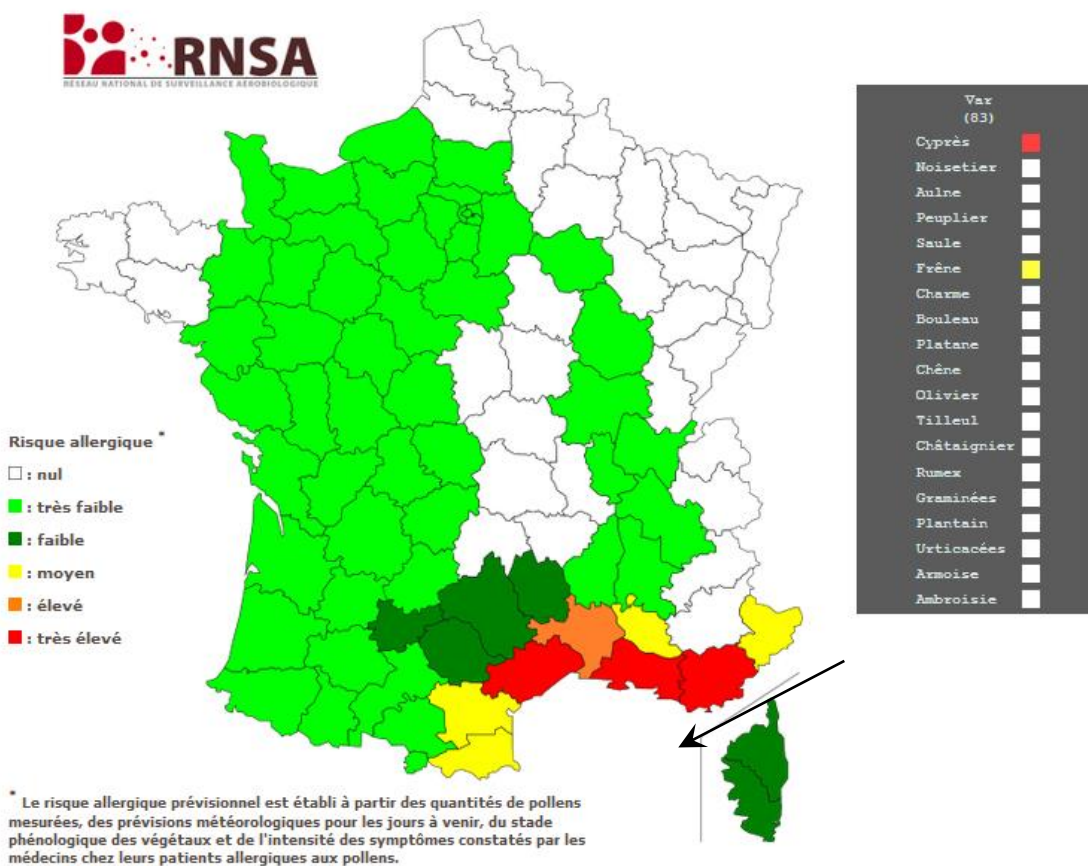 RNSA
RÉSEAU NATIONAL DE SURVEILLANCE AÉROBIOLOGIQUE
Var
(83)
Cyprès
Noisetier
Aulne
Peuplier
Saule
Frêne
Charme
Bouleau
Platane
Chêne
Olivier
Tilleul
Châtaignier
Rumex
Graminées
Plantain
Urticacées
Armoise
Ambroisie
Risque allergique *
: nul
: très faible
: faible
: moyen
: élevé
: très élevé
* Le risque allergique prévisionnel est établi à partir des quantités de pollens
mesurées, des prévisions météorologiques pour les jours à venir, du stade
phénologique des végétaux et de l'intensité des symptômes constatés par les
médecins chez leurs patients allergiques aux pollens.